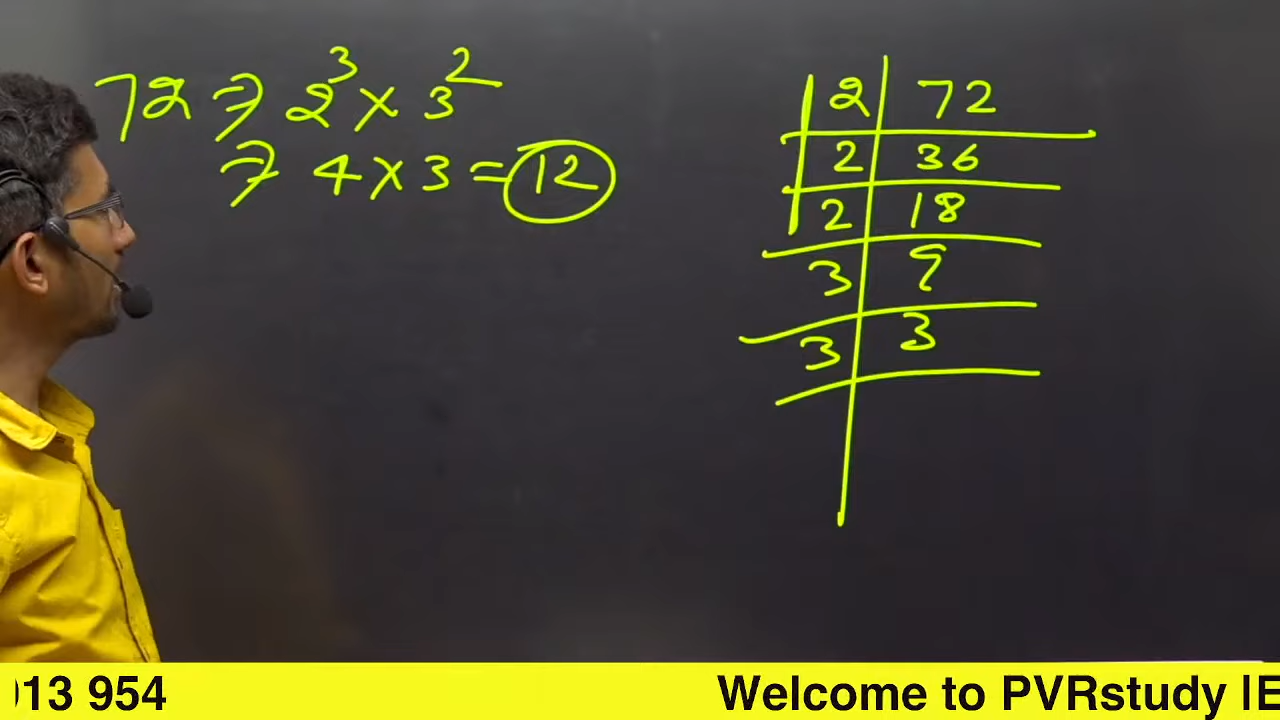 72 ⇒ 2³ × 3²
⇒ 4 × 3 = 12
2 | 72
2 | 36
2 | 18
3 | 9
3 | 3
13 954 Welcome to PVRstudy IE